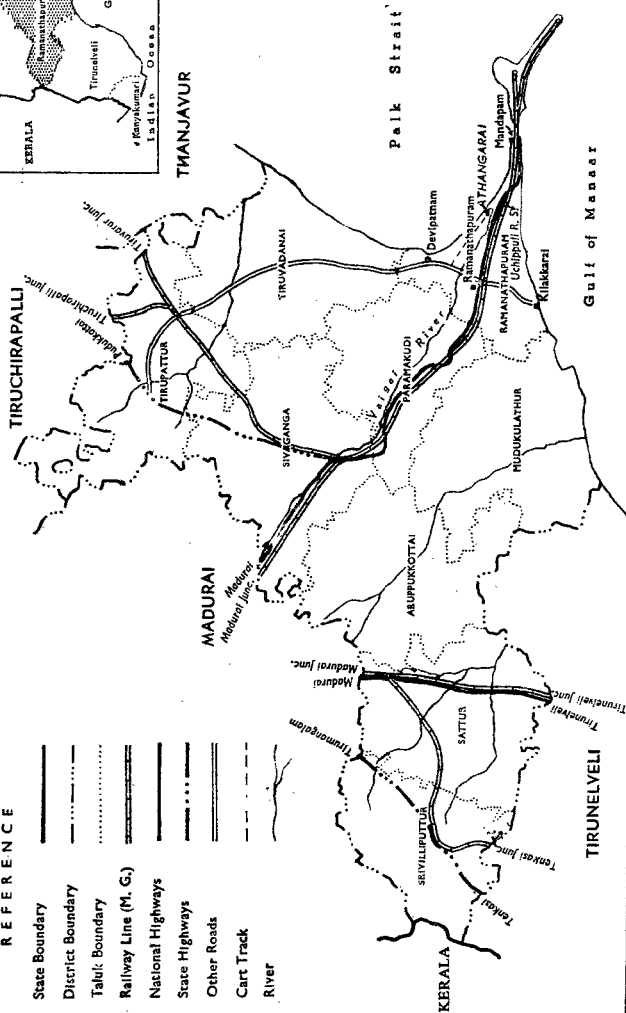 KERALA
Ramanathapur
Tirunelveli
Kanyakumari
Indian Ocean
G
TIRUCHIRAPALLI
THANJAVUR
Tiruvarur junc.
Tiruchirapalli junc.
Pudukkottai
TIRUPATTUR
TIRUVADANAI
SIVAGANGA
MADURAI
Madurai
Madurai Junc.
Palk Strait
Devipatnam
Vaigai River
PARAMAKUDI
Ramanathapuram
ATHANGARAI
Mandapam
RAMANATHAPURAM
Uchippuli R. S.
Kilakkarai
Gulf of Manaar
MUDUKULATHUR
ARUPPUKKOTTAI
Madurai junc.
Madurai
Tirumangalam
SATTUR
SRIVILLIPUTTUR
Tirunelveli junc.
Tirunelveli
Tenkasi Junc.
Tenkasi
TIRUNELVELI
KERALA
REFERENCE
State Boundary
District Boundary
Taluk Boundary
Railway Line (M. G.)
National Highways
State Highways
Other Roads
Cart Track
River